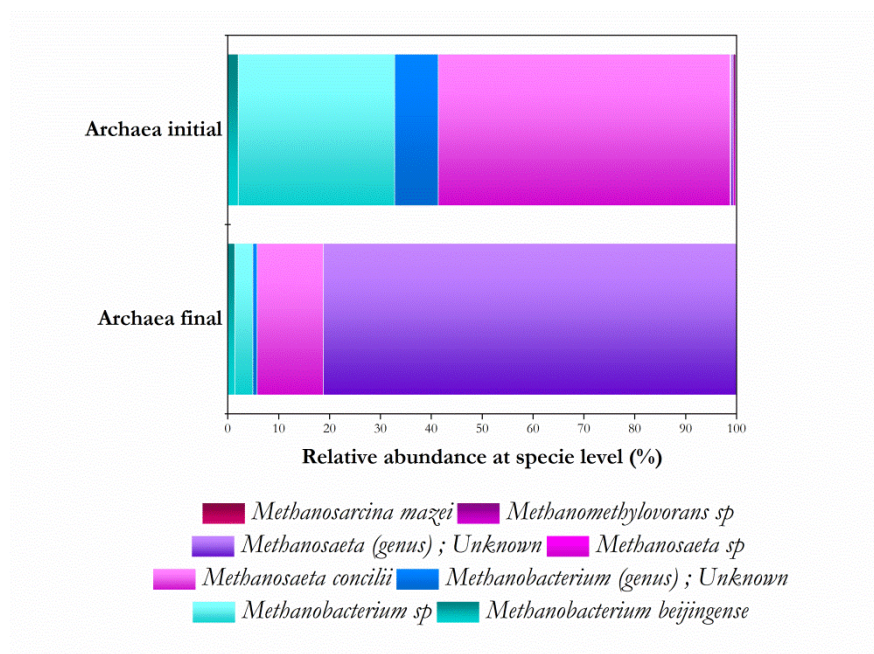 Archaea initial
Archaea final
0 10 20 30 40 50 60 70 80 90 100
Relative abundance at specie level (%)
Methanosarcina mazei Methanomethylovorans sp
Methanosaeta (genus) ; Unknown Methanosaeta sp
Methanosaeta concilii Methanobacterium (genus) ; Unknown
Methanobacterium sp Methanobacterium beijingense